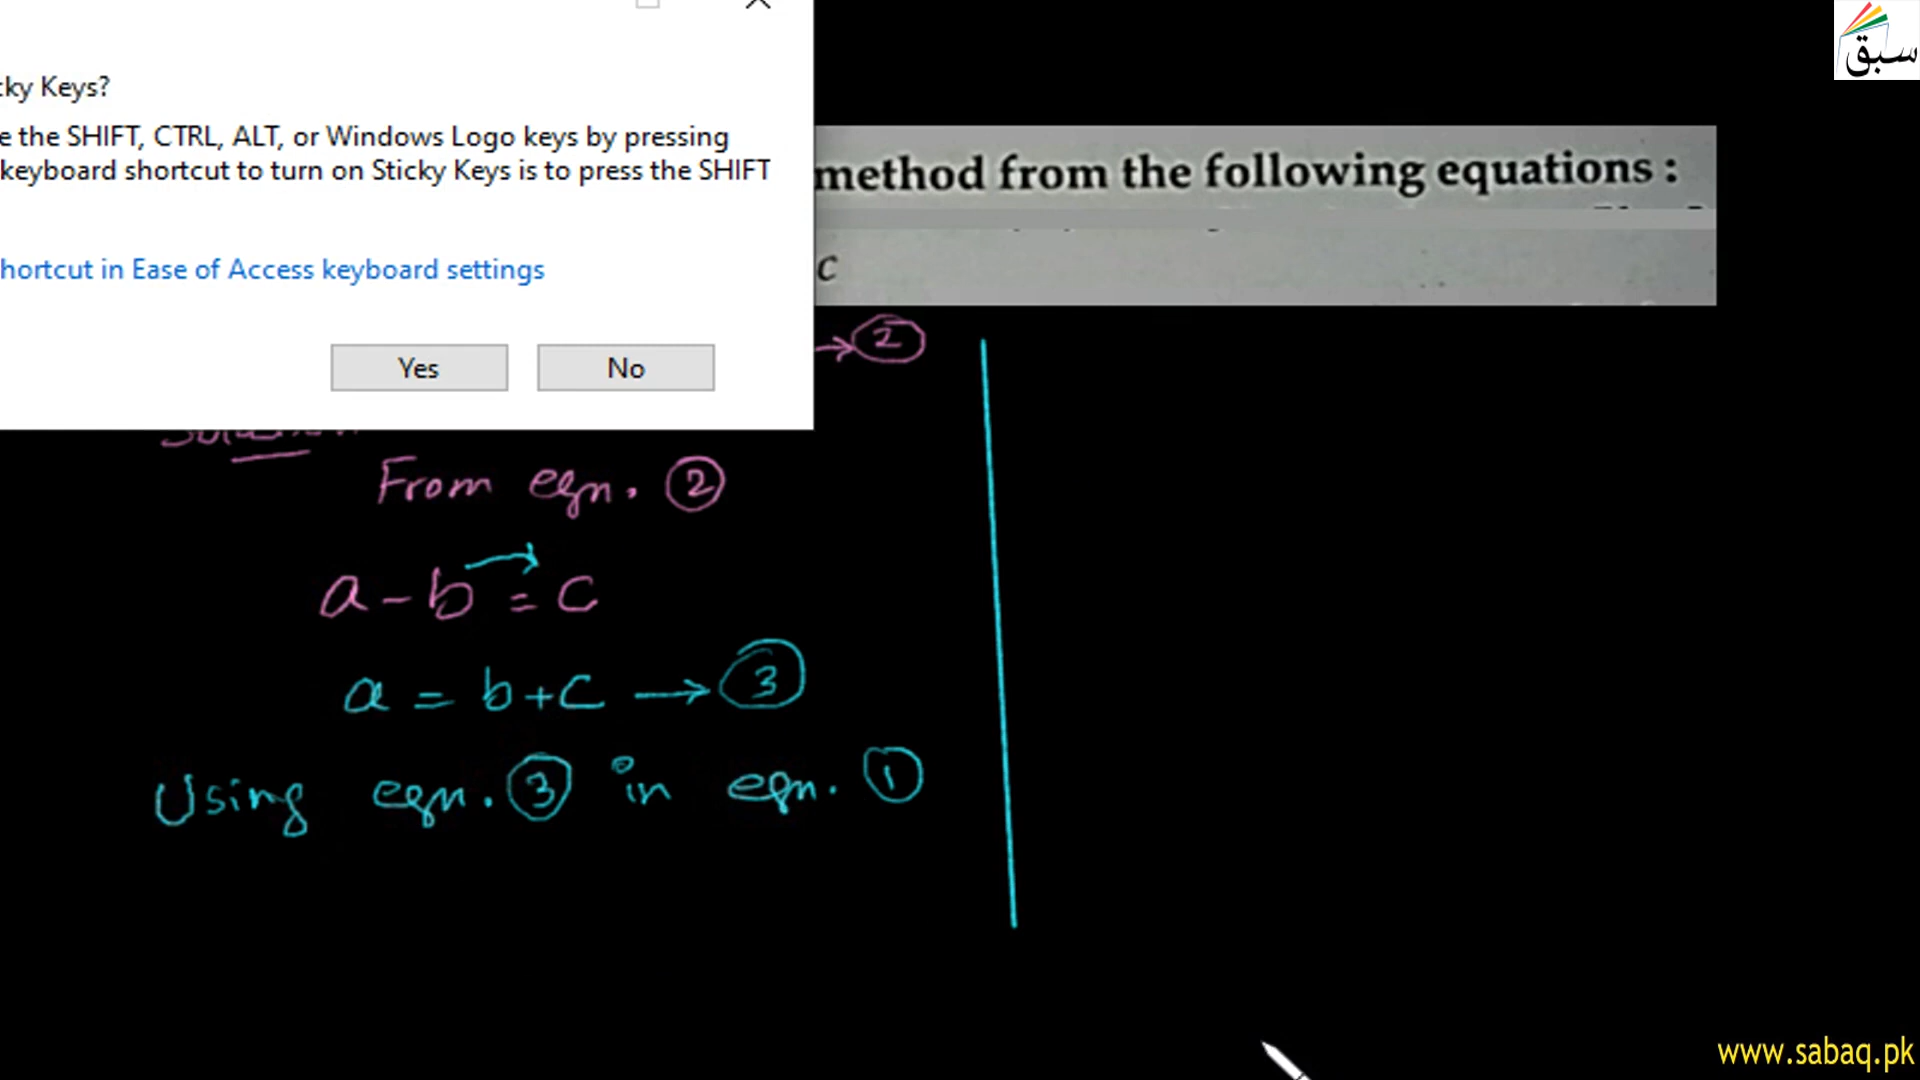 سبق
cky Keys?
e the SHIFT, CTRL, ALT, or Windows Logo keys by pressing
keyboard shortcut to turn on Sticky Keys is to press the SHIFT
hortcut in Ease of Access keyboard settings
Yes No
method from the following equations :
c
→ 2
From eqn. 2
a - b = c
a = b + c → 3
Using eqn. 3 in eqn. 1
www.sabaq.pk